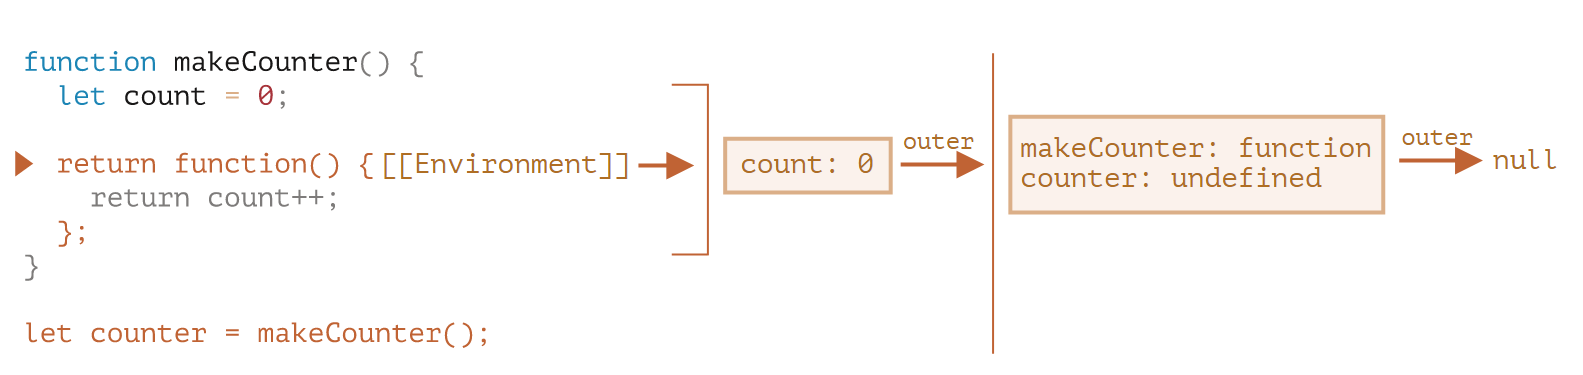 function makeCounter() {
let count = 0;
return function() { [[Environment]]
return count++;
};
}
let counter = makeCounter();
count: 0
outer
makeCounter: function
counter: undefined
outer
null